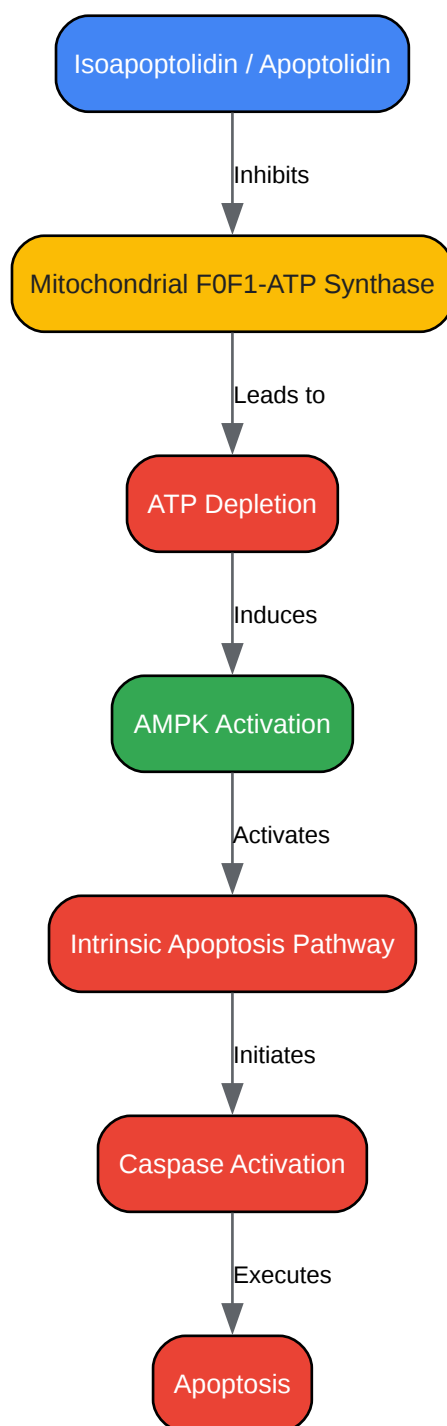 Isoapoptolidin / Apoptolidin
Inhibits
Mitochondrial F0F1-ATP Synthase
Leads to
ATP Depletion
Induces
AMPK Activation
Activates
Intrinsic Apoptosis Pathway
Initiates
Caspase Activation
Executes
Apoptosis